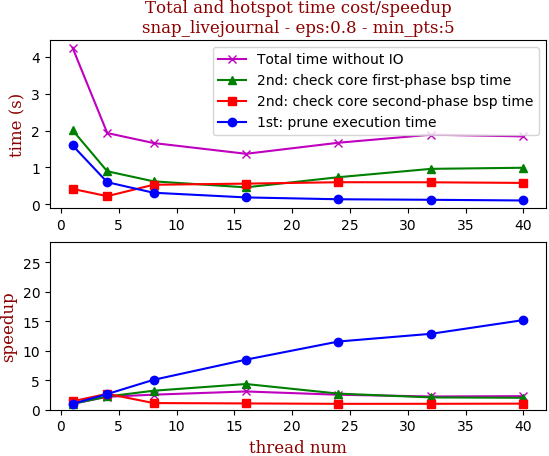 Total and hotspot time cost/speedup
snap_livejournal - eps:0.8 - min_pts:5
time (s)
4
3
2
1
0
Total time without IO
2nd: check core first-phase bsp time
2nd: check core second-phase bsp time
1st: prune execution time
0 5 10 15 20 25 30 35 40
speedup
25
20
15
10
5
0
0 5 10 15 20 25 30 35 40
thread num